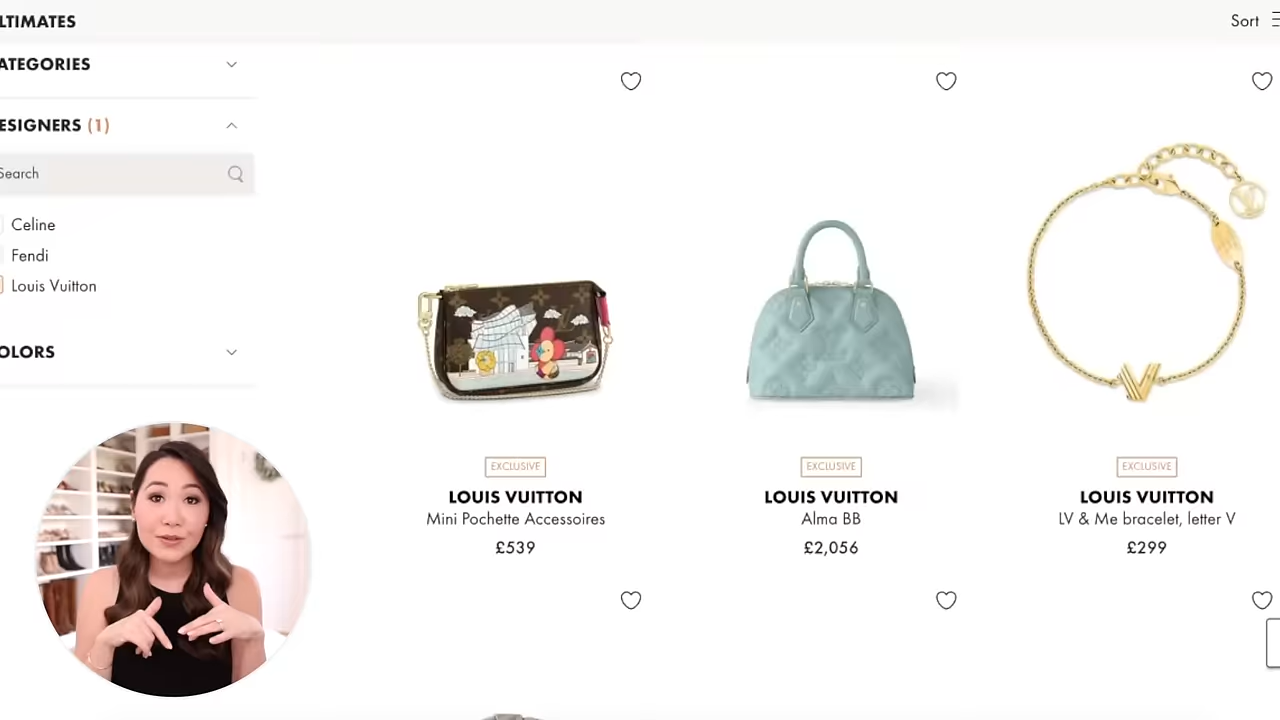 LTIMATES
Sort
ATEGORIES
ESIGNERS (1)
Search
Celine
Fendi
Louis Vuitton
OLORS
EXCLUSIVE
LOUIS VUITTON
Mini Pochette Accessoires
£539
EXCLUSIVE
LOUIS VUITTON
Alma BB
£2,056
EXCLUSIVE
LOUIS VUITTON
LV & Me bracelet, letter V
£299